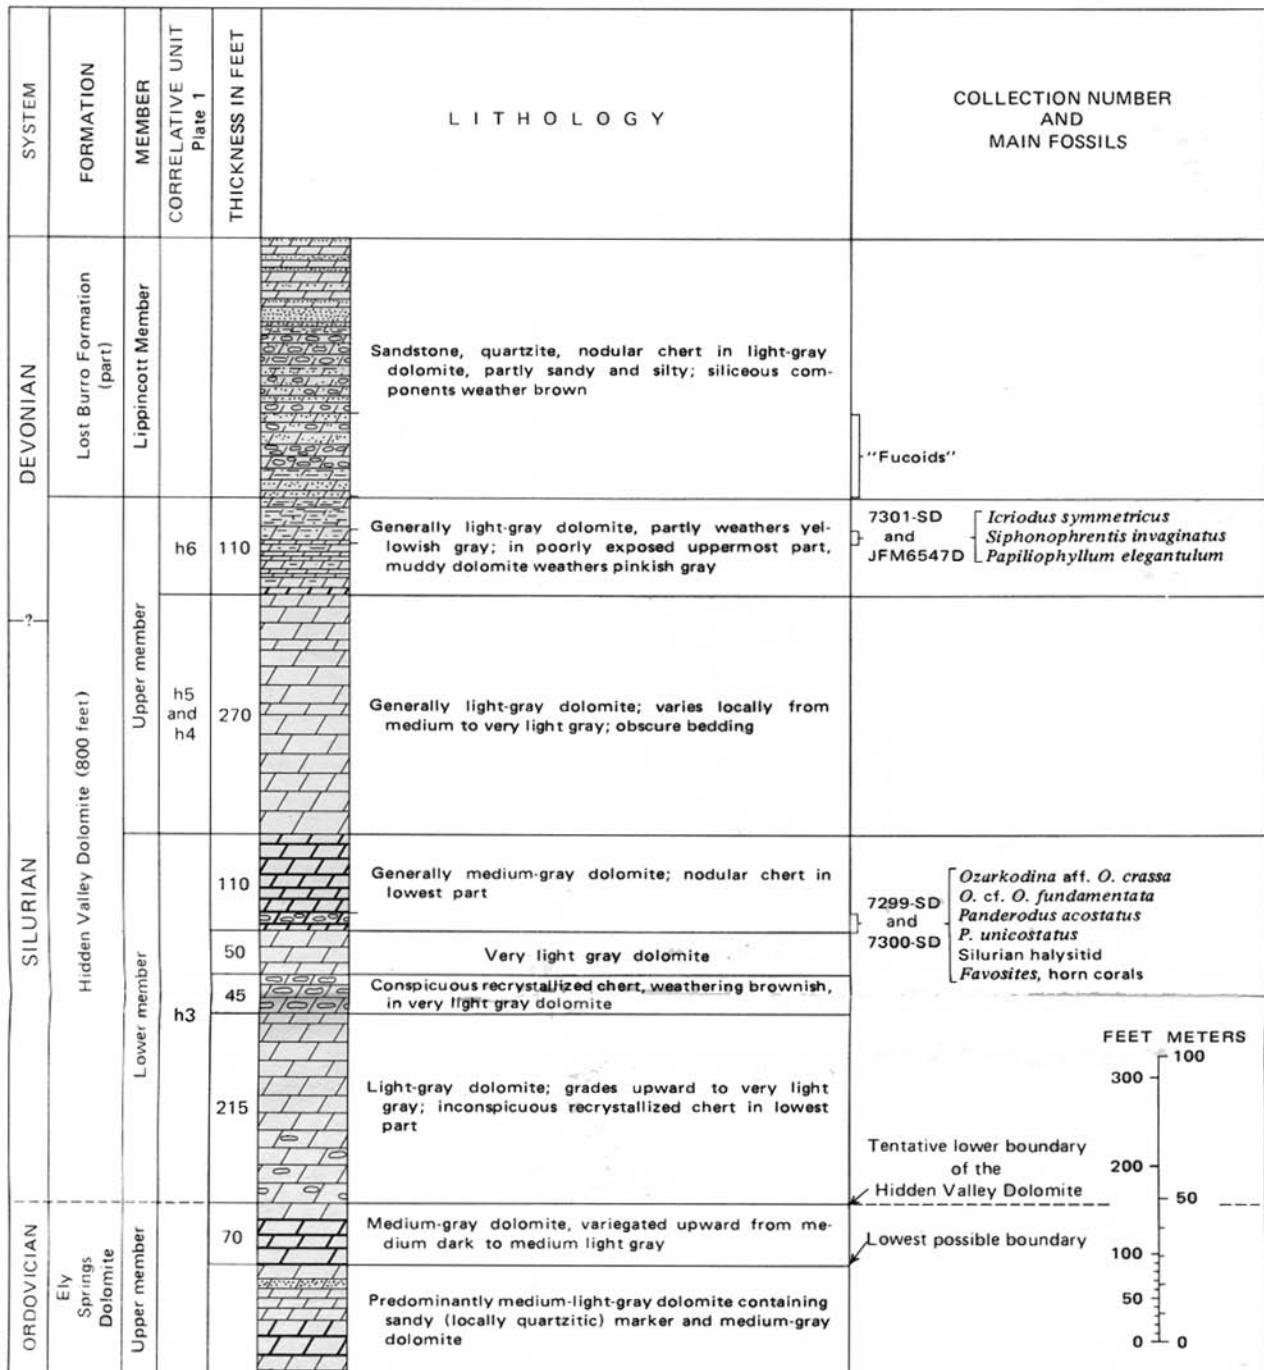 SYSTEM
FORMATION
MEMBER
CORRELATIVE UNIT
Plate 1
THICKNESS IN FEET
LITHOLOGY
COLLECTION NUMBER
AND
MAIN FOSSILS
DEVONIAN
—?—
SILURIAN
ORDOVICIAN
Lost Burro Formation
(part)
Hidden Valley Dolomite (800 feet)
Ely
Springs
Dolomite
Lippincott Member
Upper member
Lower member
Upper member
h6
h5
and
h4
h3
110
270
110
50
45
215
70
Sandstone, quartzite, nodular chert in light-gray
dolomite, partly sandy and silty; siliceous com-
ponents weather brown
"Fucoids"
Generally light-gray dolomite, partly weathers yel-
lowish gray; in poorly exposed uppermost part,
muddy dolomite weathers pinkish gray
7301-SD
and
JFM6547D
Icriodus symmetricus
Siphonophrentis invaginatus
Papiliophyllum elegantulum
Generally light-gray dolomite; varies locally from
medium to very light gray; obscure bedding
Generally medium-gray dolomite; nodular chert in
lowest part
7299-SD
and
7300-SD
Ozarkodina aff. O. crassa
O. cf. O. fundamentata
Panderodus acostatus
P. unicostatus
Silurian halysitid
Favosites, horn corals
Very light gray dolomite
Conspicuous recrystallized chert, weathering brownish,
in very light gray dolomite
Light-gray dolomite; grades upward to very light
gray; inconspicuous recrystallized chert in lowest
part
Tentative lower boundary
of the
Hidden Valley Dolomite
Medium-gray dolomite, variegated upward from me-
dium dark to medium light gray
Lowest possible boundary
Predominantly medium-light-gray dolomite containing
sandy (locally quartzitic) marker and medium-gray
dolomite
FEET METERS
100
300
200
50
100
50
0 0